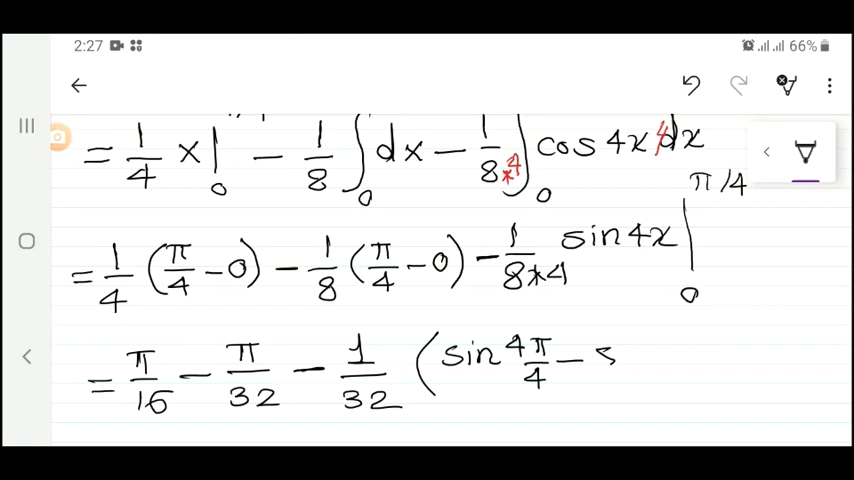 2:27 66%
π/4
= 1/4 x|₀ - 1/8 ∫₀ dx - 1/8*4 ∫₀ cos 4x 4dx
= 1/4 (π/4 - 0) - 1/8 (π/4 - 0) - 1/8*4 sin 4x |₀^π/4
= π/16 - π/32 - 1/32 (sin 4π/4 - s